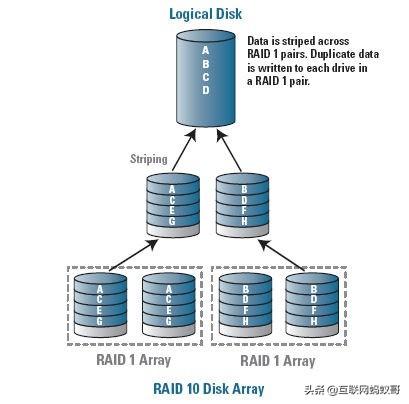 Logical Disk
A
B
C
D
Data is striped across
RAID 1 pairs. Duplicate data
is written to each drive in
a RAID 1 pair.
Striping
A
C
E
G
B
D
F
H
A
C
E
G
A
C
E
G
B
D
F
H
B
D
F
H
RAID 1 Array
RAID 1 Array
RAID 10 Disk Array
头条 @互联网蚂蚁哥